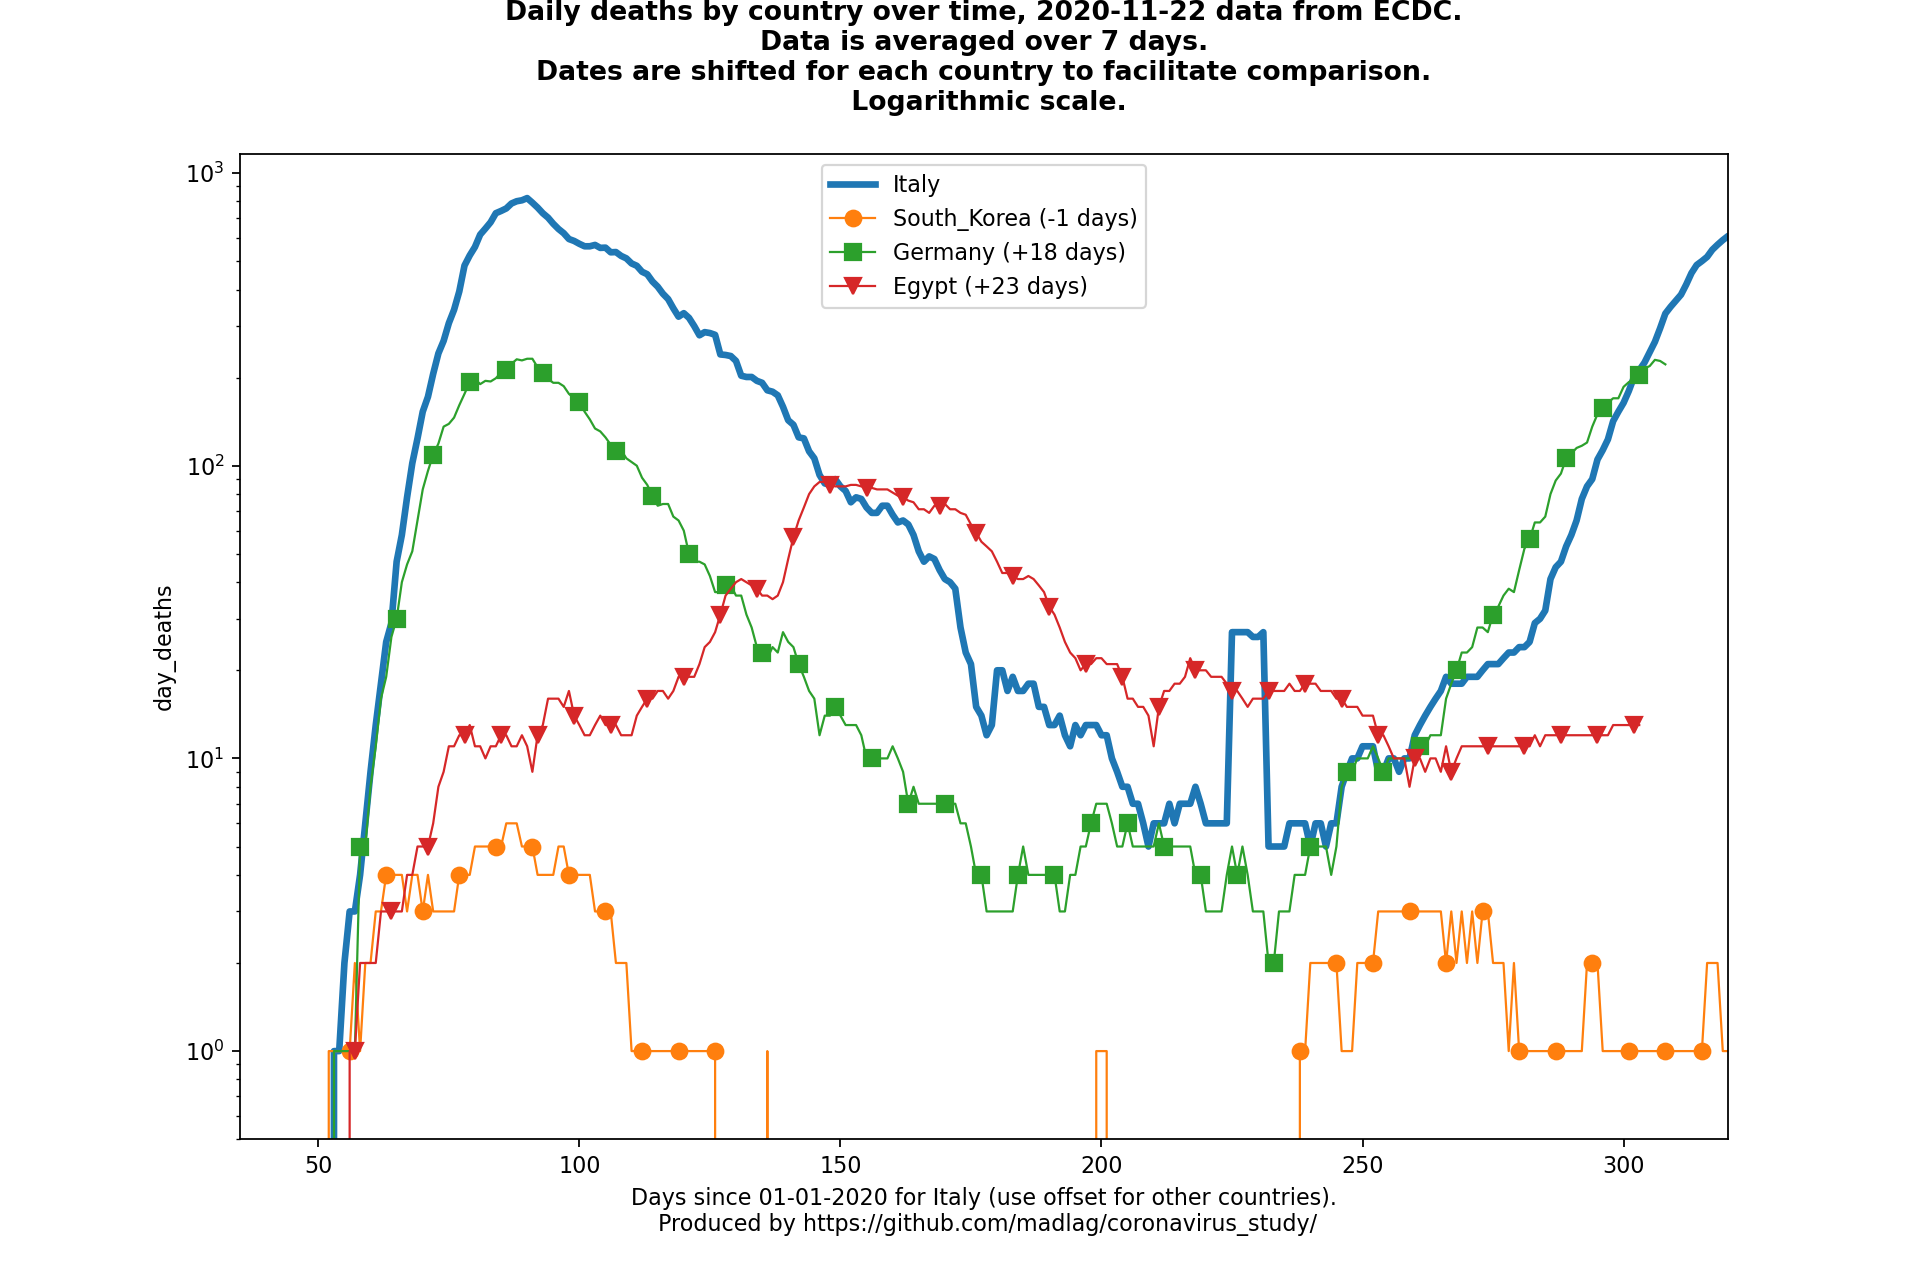 Daily deaths by country over time, 2020-11-22 data from ECDC.
Data is averaged over 7 days.
Dates are shifted for each country to facilitate comparison.
Logarithmic scale.
10³
Italy
South_Korea (-1 days)
Germany (+18 days)
Egypt (+23 days)
10²
day_deaths
10¹
10⁰
50 100 150 200 250 300
Days since 01-01-2020 for Italy (use offset for other countries).
Produced by https://github.com/madlag/coronavirus_study/